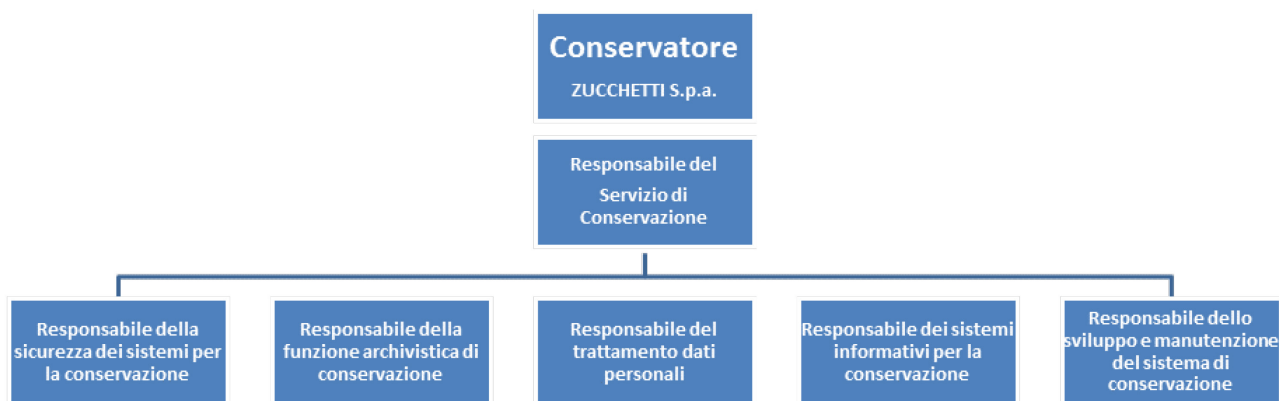 Conservatore
ZUCCHETTI S.p.a.
Responsabile del
Servizio di
Conservazione
Responsabile della
sicurezza dei sistemi per
la conservazione
Responsabile della
funzione archivistica di
conservazione
Responsabile del
trattamento dati
personali
Responsabile dei sistemi
informativi per la
conservazione
Responsabile dello
sviluppo e manutenzione
del sistema di
conservazione